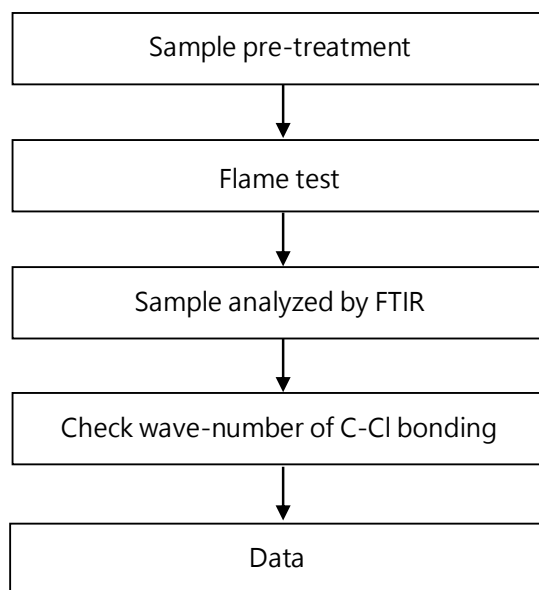 Sample pre-treatment
Flame test
Sample analyzed by FTIR
Check wave-number of C-Cl bonding
Data